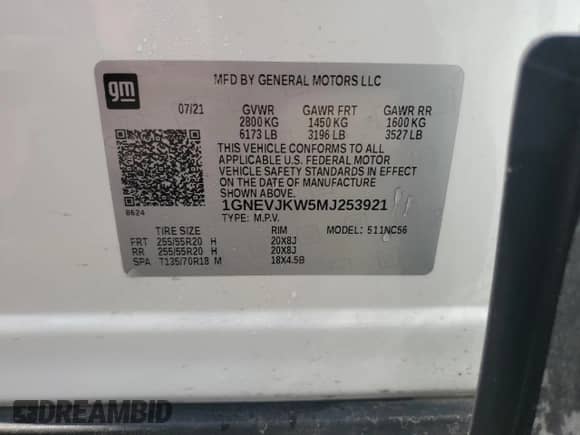 gm
MFD BY GENERAL MOTORS LLC
07/21 GVWR GAWR FRT GAWR RR
2800 KG 1450 KG 1600 KG
6173 LB 3196 LB 3527 LB
THIS VEHICLE CONFORMS TO ALL
APPLICABLE U.S. FEDERAL MOTOR
VEHICLE SAFETY STANDARDS IN EFFECT
ON THE DATE OF MANUFACTURE
SHOWN ABOVE.
8624 1GNEVJKW5MJ253921
TYPE: M.P.V.
TIRE SIZE RIM MODEL: 511NC56
FRT 255/55R20 H 20X8J
RR 255/55R20 H 20X8J
SPA T135/70R18 M 18X4.5B
DREAMBID